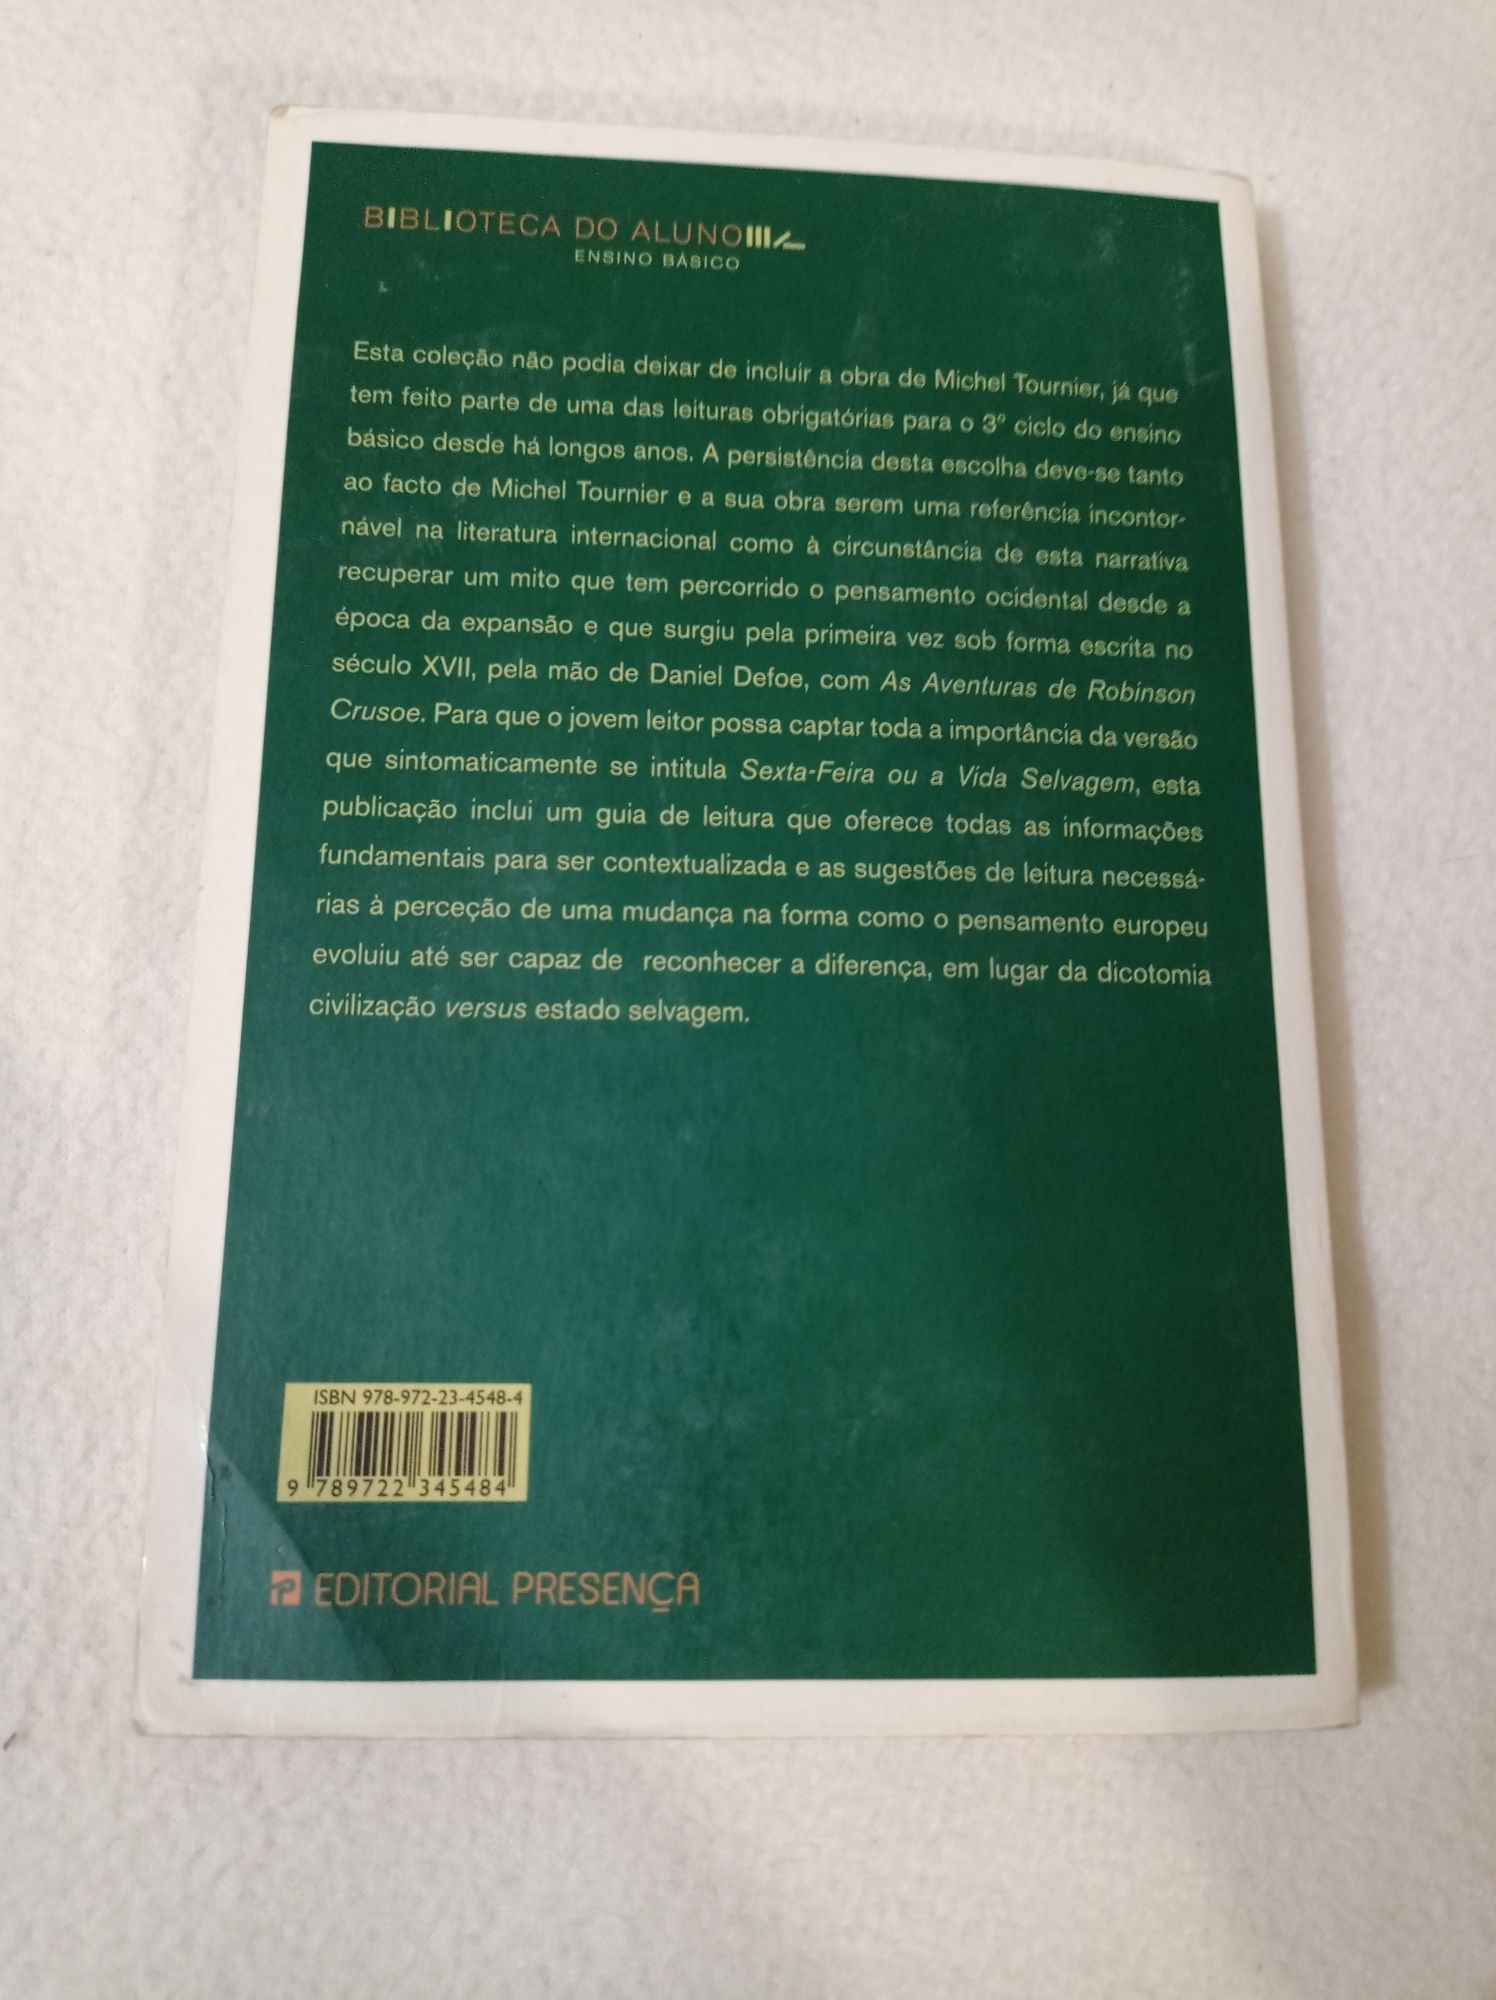 BIBLIOTECA DO ALUNO
ENSINO BÁSICO
Esta coleção não podia deixar de incluir a obra de Michel Tournier, já que
tem feito parte de uma das leituras obrigatórias para o 3º ciclo do ensino
básico desde há longos anos. A persistência desta escolha deve-se tanto
ao facto de Michel Tournier e a sua obra serem uma referência incontor-
nável na literatura internacional como à circunstância de esta narrativa
recuperar um mito que tem percorrido o pensamento ocidental desde a
época da expansão e que surgiu pela primeira vez sob forma escrita no
século XVII, pela mão de Daniel Defoe, com As Aventuras de Robinson
Crusoe. Para que o jovem leitor possa captar toda a importância da versão
que sintomaticamente se intitula Sexta-Feira ou a Vida Selvagem, esta
publicação inclui um guia de leitura que oferece todas as informações
fundamentais para ser contextualizada e as sugestões de leitura necessá-
rias à perceção de uma mudança na forma como o pensamento europeu
evoluiu até ser capaz de reconhecer a diferença, em lugar da dicotomia
civilização versus estado selvagem.
ISBN 978-972-23-4548-4
9 789722 345484
EDITORIAL PRESENÇA